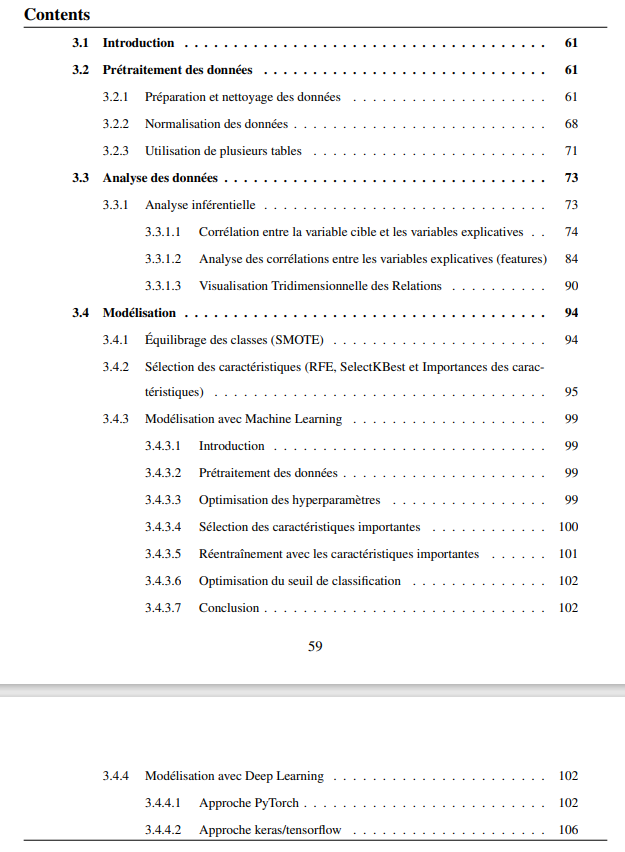 Contents
3.1 Introduction . . . . . . . . . . . . . . . . . . . . . . . . . . . . . . . . . . . . . 61
3.2 Prétraitement des données . . . . . . . . . . . . . . . . . . . . . . . . . . . . . 61
3.2.1 Préparation et nettoyage des données . . . . . . . . . . . . . . . . . . . . 61
3.2.2 Normalisation des données . . . . . . . . . . . . . . . . . . . . . . . . . . 68
3.2.3 Utilisation de plusieurs tables . . . . . . . . . . . . . . . . . . . . . . . . 71
3.3 Analyse des données . . . . . . . . . . . . . . . . . . . . . . . . . . . . . . . . . 73
3.3.1 Analyse inférentielle . . . . . . . . . . . . . . . . . . . . . . . . . . . . . 73
3.3.1.1 Corrélation entre la variable cible et les variables explicatives . . 74
3.3.1.2 Analyse des corrélations entre les variables explicatives (features) 84
3.3.1.3 Visualisation Tridimensionnelle des Relations . . . . . . . . . . 90
3.4 Modélisation . . . . . . . . . . . . . . . . . . . . . . . . . . . . . . . . . . . . . 94
3.4.1 Équilibrage des classes (SMOTE) . . . . . . . . . . . . . . . . . . . . . . 94
3.4.2 Sélection des caractéristiques (RFE, SelectKBest et Importances des carac-
téristiques) . . . . . . . . . . . . . . . . . . . . . . . . . . . . . . . . . . 95
3.4.3 Modélisation avec Machine Learning . . . . . . . . . . . . . . . . . . . . 99
3.4.3.1 Introduction . . . . . . . . . . . . . . . . . . . . . . . . . . . . 99
3.4.3.2 Prétraitement des données . . . . . . . . . . . . . . . . . . . . . 99
3.4.3.3 Optimisation des hyperparamètres . . . . . . . . . . . . . . . . 99
3.4.3.4 Sélection des caractéristiques importantes . . . . . . . . . . . . 100
3.4.3.5 Réentraînement avec les caractéristiques importantes . . . . . . 101
3.4.3.6 Optimisation du seuil de classification . . . . . . . . . . . . . . 102
3.4.3.7 Conclusion . . . . . . . . . . . . . . . . . . . . . . . . . . . . . 102
59
3.4.4 Modélisation avec Deep Learning . . . . . . . . . . . . . . . . . . . . . . 102
3.4.4.1 Approche PyTorch . . . . . . . . . . . . . . . . . . . . . . . . . 102
3.4.4.2 Approche keras/tensorflow . . . . . . . . . . . . . . . . . . . . 106